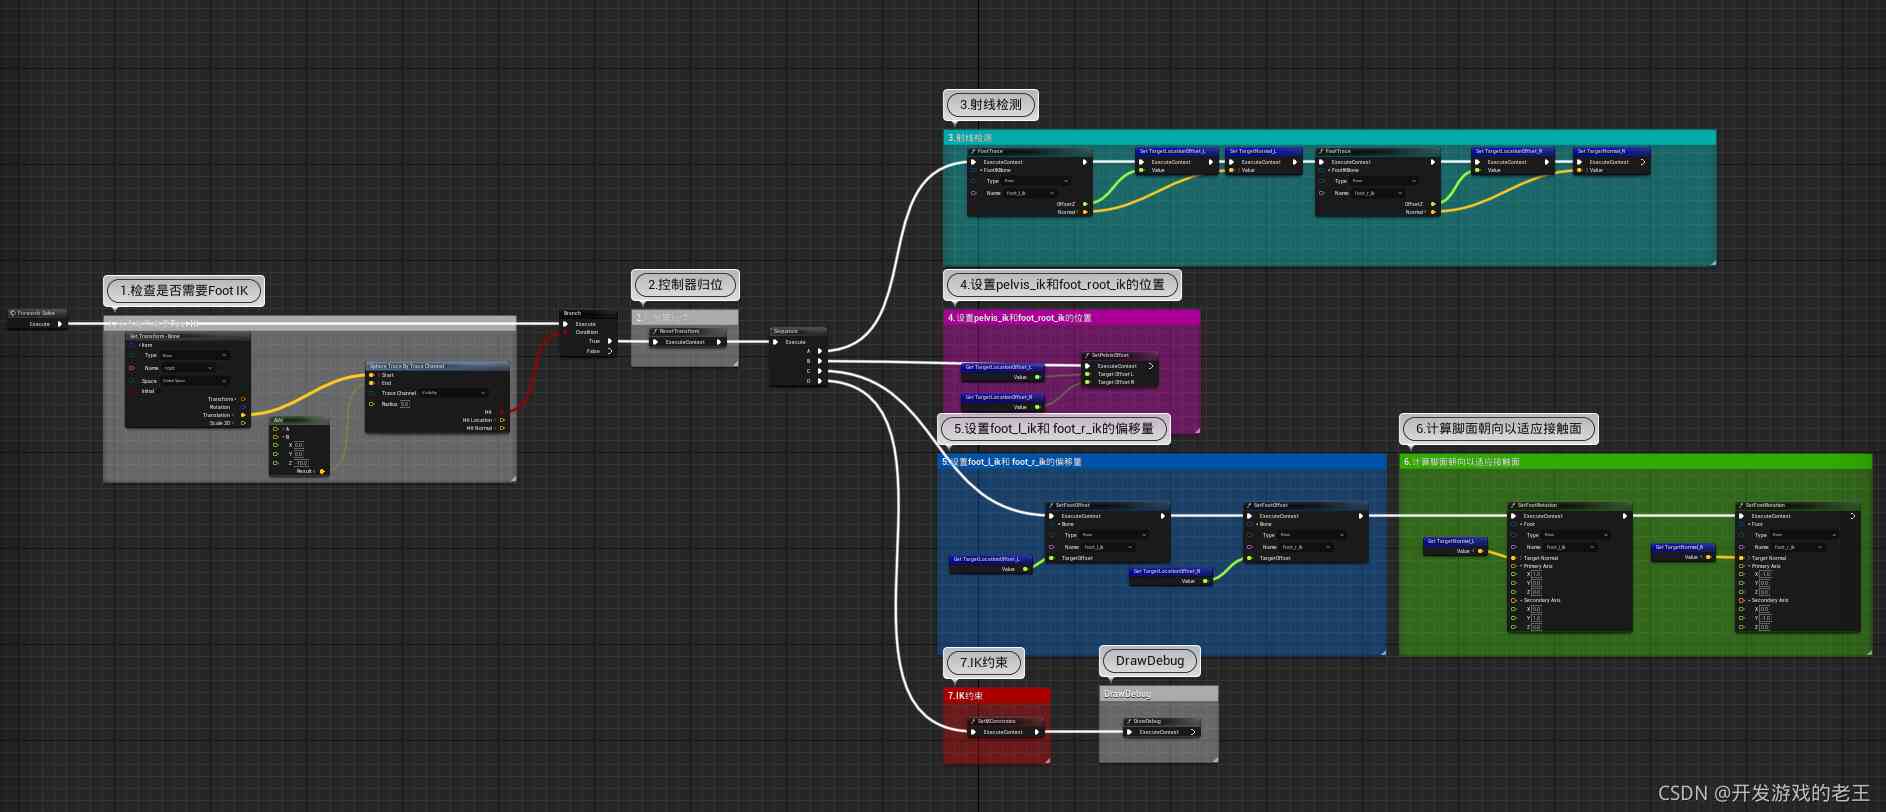 3.射线检测
3.射线检测
FootTrace
ExecuteContext
FootIKBone
Type
Bone
Name
foot_l_ik
OffsetZ
Normal
Set TargetLocationOffset_L
ExecuteContext
Value
Set TargetNormal_L
ExecuteContext
Value
FootTrace
ExecuteContext
FootIKBone
Type
Bone
Name
foot_r_ik
OffsetZ
Normal
Set TargetLocationOffset_R
ExecuteContext
Value
Set TargetNormal_R
ExecuteContext
Value
1.检查是否需要Foot IK
Forwards Solve
Execute
Get Transform - Bone
Item
Type
Bone
Name
Space
Global Space
Initial
Transform
Rotation
Translation
Scale 3D
Add
A
B
X 0.0
Y 0.0
Z
Result
Sphere Trace By Trace Channel
Start
End
Trace Channel
Visibility
Radius
Hit
Hit Location
Hit Normal
Branch
Execute
Condition
True
False
2.控制器归位
ResetTransform
ExecuteContext
Sequence
Execute
A
B
C
D
4.设置pelvis_ik和foot_root_ik的位置
4.设置pelvis_ik和foot_root_ik的位置
Get TargetLocationOffset_L
Value
Get TargetLocationOffset_R
Value
SetPelvisOffset
ExecuteContext
Target Offset L
Target Offset R
5.设置foot_l_ik和 foot_r_ik的偏移量
5.设置foot_l_ik和 foot_r_ik的偏移量
SetFootOffset
ExecuteContext
Bone
Type
Bone
Name
foot_l_ik
TargetOffset
Get TargetLocationOffset_L
Value
SetFootOffset
ExecuteContext
Bone
Type
Bone
Name
foot_r_ik
TargetOffset
Get TargetLocationOffset_R
Value
6.计算脚面朝向以适应接触面
6.计算脚面朝向以适应接触面
Get TargetNormal_L
Value
SetFootRotation
ExecuteContext
Foot
Type
Bone
Name
foot_l_ik
Target Normal
Primary Axis
X 1.0
Y 0.0
Z 0.0
Secondary Axis
X 0.0
Y 1.0
Z 0.0
Get TargetNormal_R
Value
SetFootRotation
ExecuteContext
Foot
Type
Bone
Name
foot_r_ik
Target Normal
Primary Axis
X -1.0
Y 0.0
Z 0.0
Secondary Axis
X 0.0
Y -1.0
Z 0.0
7.IK约束
7.IK约束
SetIKConstrains
ExecuteContext
DrawDebug
DrawDebug
DrawDebug
ExecuteContext
CSDN @开发游戏的老王